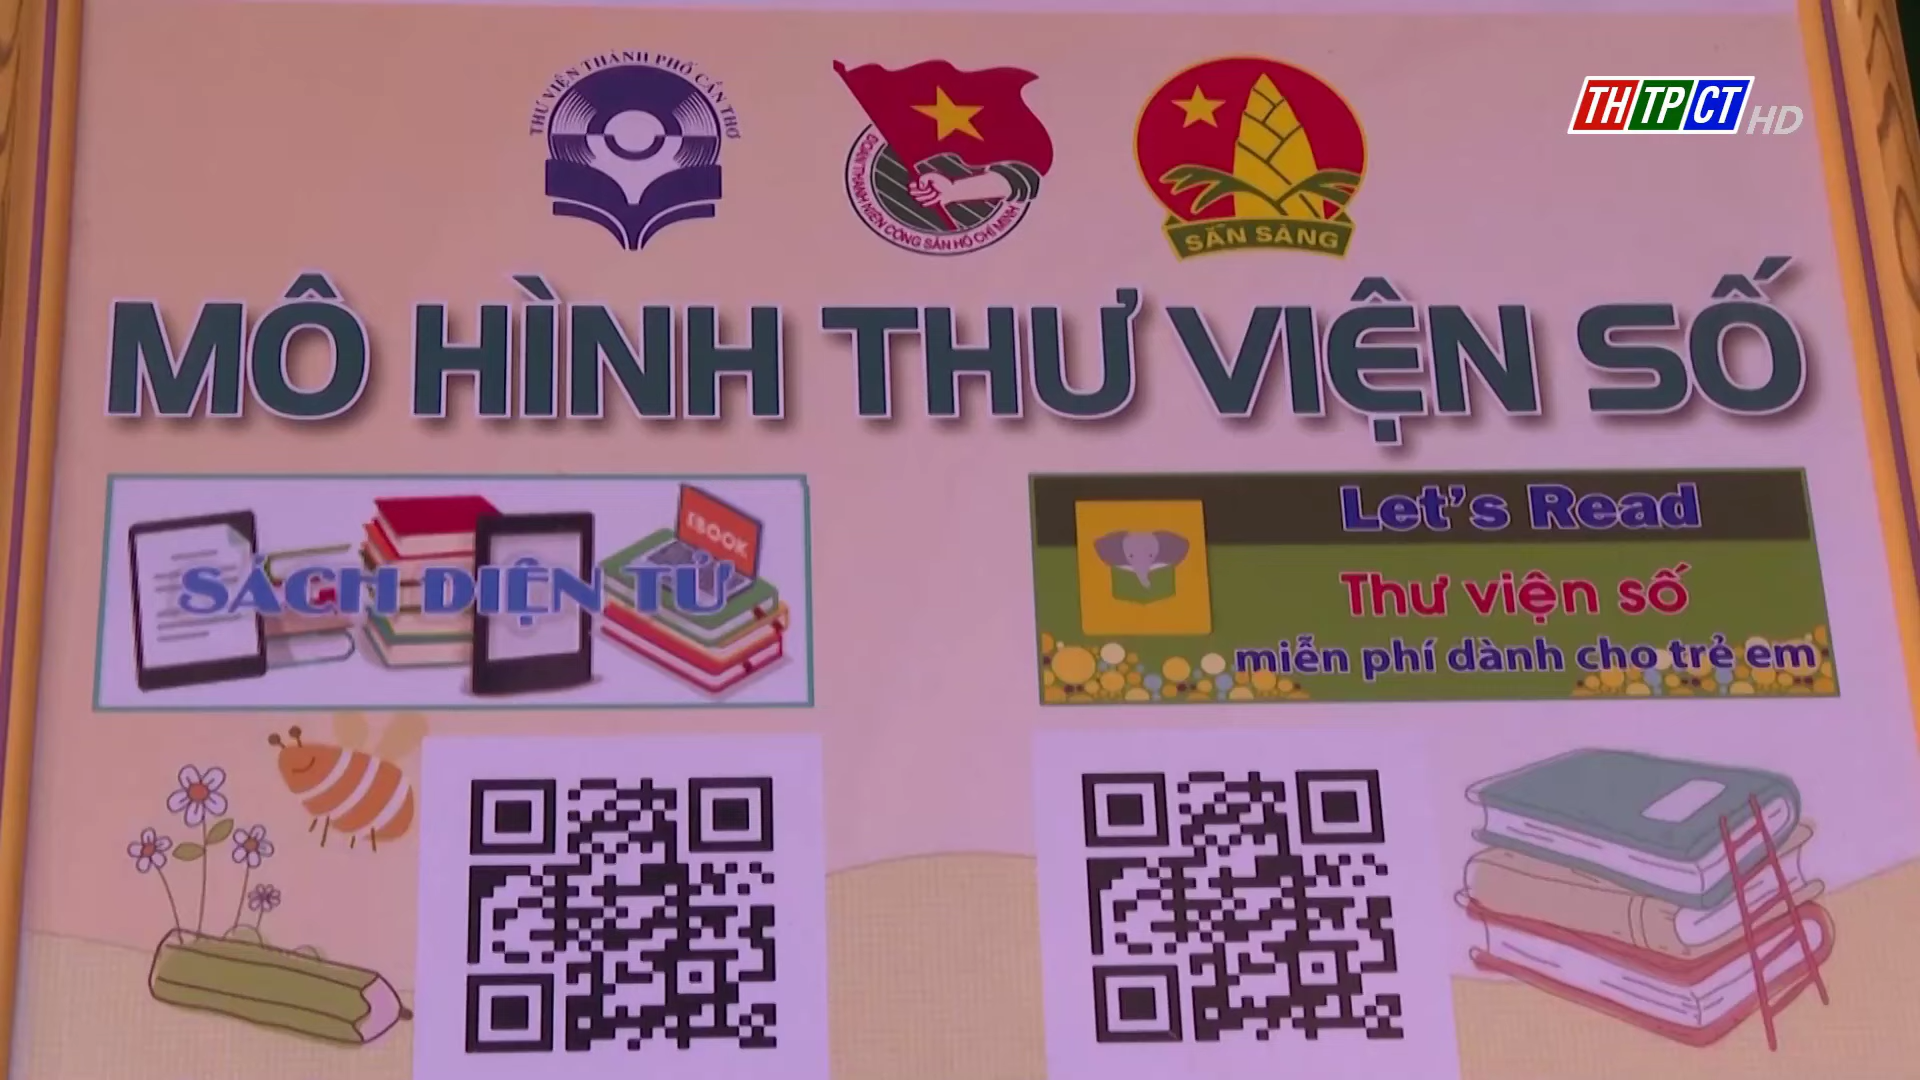 THƯ VIỆN THÀNH PHỐ CẦN THƠ
ĐOÀN THANH NIÊN CỘNG SẢN HỒ CHÍ MINH
SẴN SÀNG
THTPCT HD
MÔ HÌNH THƯ VIỆN SỐ
EBOOK
SÁCH ĐIỆN TỬ
Let's Read
Thư viện số
miễn phí dành cho trẻ em